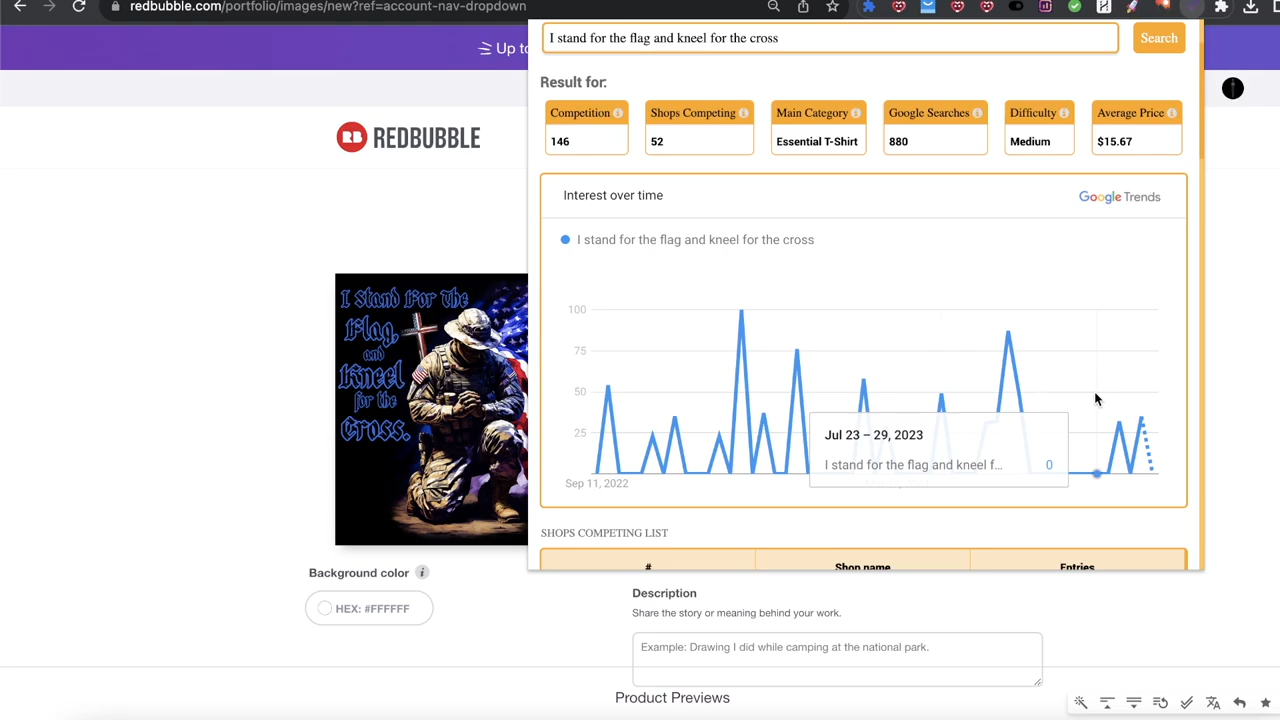 redbubble.com/portfolio/images/new?ref=account-nav-dropdown
Up to
I stand for the flag and kneel for the cross
Search
Result for:
Competition
Shops Competing
Main Category
Google Searches
Difficulty
Average Price
146
52
Essential T-Shirt
880
Medium
$15.67
RB REDBUBBLE
Interest over time
Google Trends
I stand for the flag and kneel for the cross
100
75
50
25
Jul 23 – 29, 2023
I stand for the flag and kneel f...
0
Sep 11, 2022
I Stand For The
Flag,
and
Kneel
for the
Cross.
SHOPS COMPETING LIST
#
Shop name
Entries
Background color
HEX: #FFFFFF
Description
Share the story or meaning behind your work.
Example: Drawing I did while camping at the national park.
Product Previews